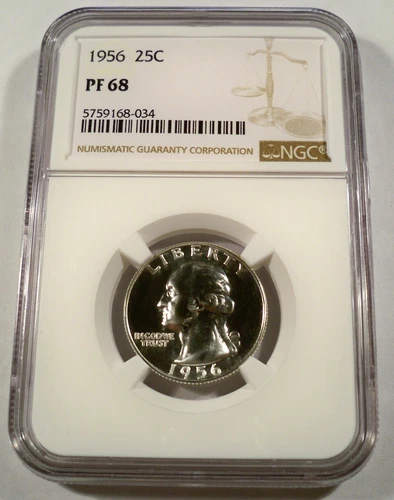 1956 25C
PF 68
5759168-034
NUMISMATIC GUARANTY CORPORATION
NGC®
LIBERTY
IN GOD WE
TRUST
1956